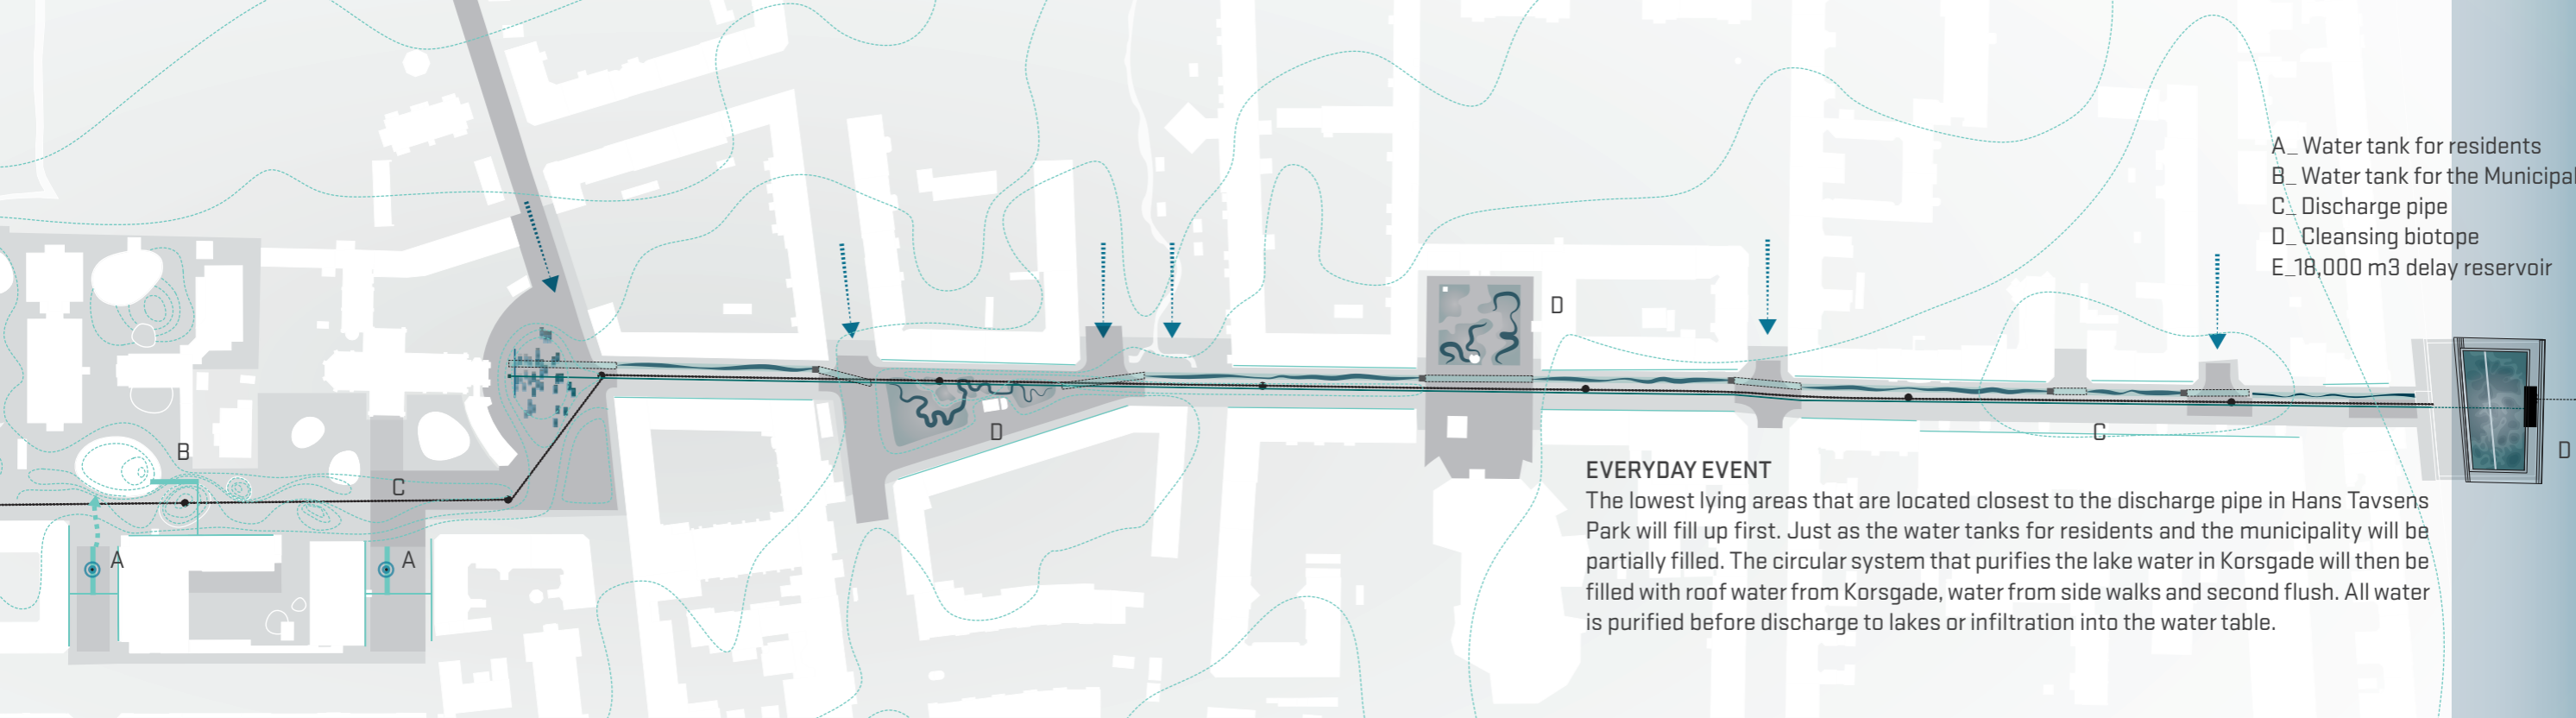 A_ Water tank for residents
B_ Water tank for the Municipal
C_ Discharge pipe
D_ Cleansing biotope
E_18,000 m3 delay reservoir
D
D
C
D
B
C
A
A
EVERYDAY EVENT
The lowest lying areas that are located closest to the discharge pipe in Hans Tavsens
Park will fill up first. Just as the water tanks for residents and the municipality will be
partially filled. The circular system that purifies the lake water in Korsgade will then be
filled with roof water from Korsgade, water from side walks and second flush. All water
is purified before discharge to lakes or infiltration into the water table.